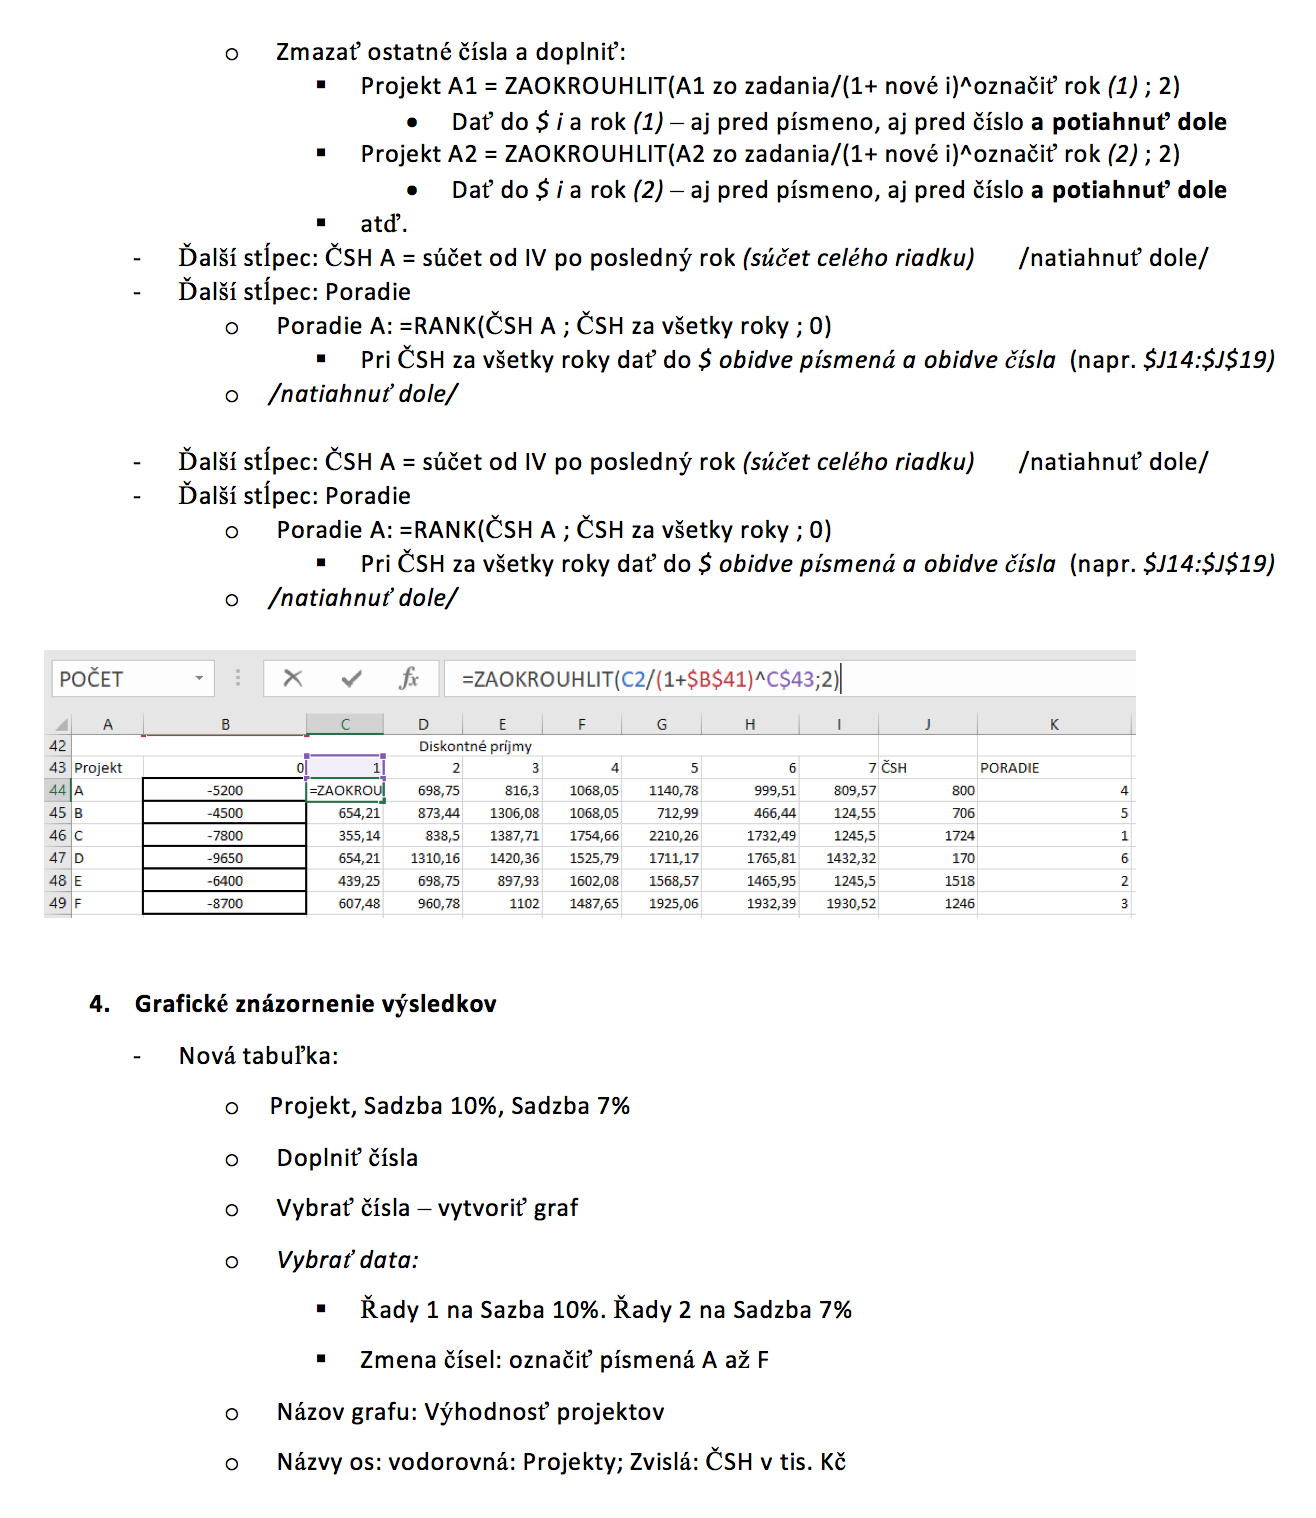 o Zmazať ostatné čísla a doplniť:
▪ Projekt A1 = ZAOKROUHLIT(A1 zo zadania/(1+ nové i)^označiť rok (1) ; 2)
• Dať do $ i a rok (1) – aj pred písmeno, aj pred číslo a potiahnuť dole
▪ Projekt A2 = ZAOKROUHLIT(A2 zo zadania/(1+ nové i)^označiť rok (2) ; 2)
• Dať do $ i a rok (2) – aj pred písmeno, aj pred číslo a potiahnuť dole
▪ atď.
- Ďalší stĺpec: ČSH A = súčet od IV po posledný rok (súčet celého riadku) /natiahnuť dole/
- Ďalší stĺpec: Poradie
o Poradie A: =RANK(ČSH A ; ČSH za všetky roky ; 0)
▪ Pri ČSH za všetky roky dať do $ obidve písmená a obidve čísla (napr. $J14:$J$19)
o /natiahnuť dole/
- Ďalší stĺpec: ČSH A = súčet od IV po posledný rok (súčet celého riadku) /natiahnuť dole/
- Ďalší stĺpec: Poradie
o Poradie A: =RANK(ČSH A ; ČSH za všetky roky ; 0)
▪ Pri ČSH za všetky roky dať do $ obidve písmená a obidve čísla (napr. $J14:$J$19)
o /natiahnuť dole/
POČET fx =ZAOKROUHLIT(C2/(1+$B$41)^C$43;2)
A B C D E F G H I J K
42 Diskontné príjmy
43 Projekt 0 1 2 3 4 5 6 7 ČSH PORADIE
44 A -5200 =ZAOKROU 698,75 816,3 1068,05 1140,78 999,51 809,57 800 4
45 B -4500 654,21 873,44 1306,08 1068,05 712,99 466,44 124,55 706 5
46 C -7800 355,14 838,5 1387,71 1754,66 2210,26 1732,49 1245,5 1724 1
47 D -9650 654,21 1310,16 1420,36 1525,79 1711,17 1765,81 1432,32 170 6
48 E -6400 439,25 698,75 897,93 1602,08 1568,57 1465,95 1245,5 1518 2
49 F -8700 607,48 960,78 1102 1487,65 1925,06 1932,39 1930,52 1246 3
4. Grafické znázornenie výsledkov
- Nová tabuľka:
o Projekt, Sadzba 10%, Sadzba 7%
o Doplniť čísla
o Vybrať čísla – vytvoriť graf
o Vybrať data:
▪ Řady 1 na Sazba 10%. Řady 2 na Sadzba 7%
▪ Zmena čísel: označiť písmená A až F
o Názov grafu: Výhodnosť projektov
o Názvy os: vodorovná: Projekty; Zvislá: ČSH v tis. Kč